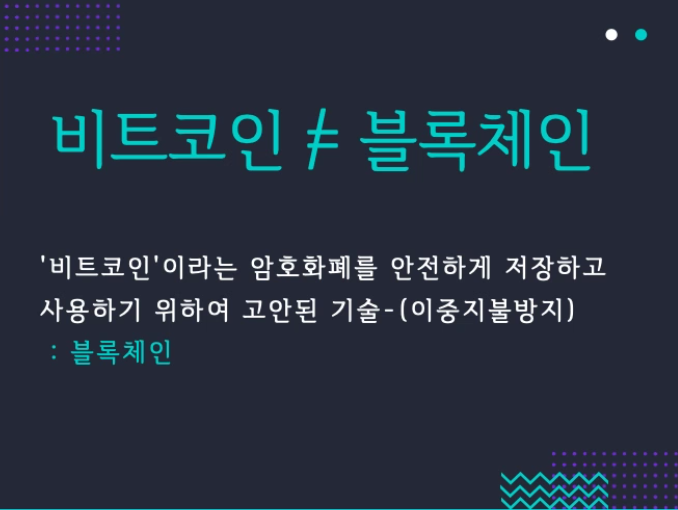 비트코인 ≠ 블록체인
'비트코인'이라는 암호화폐를 안전하게 저장하고
사용하기 위하여 고안된 기술-(이중지불방지)
: 블록체인